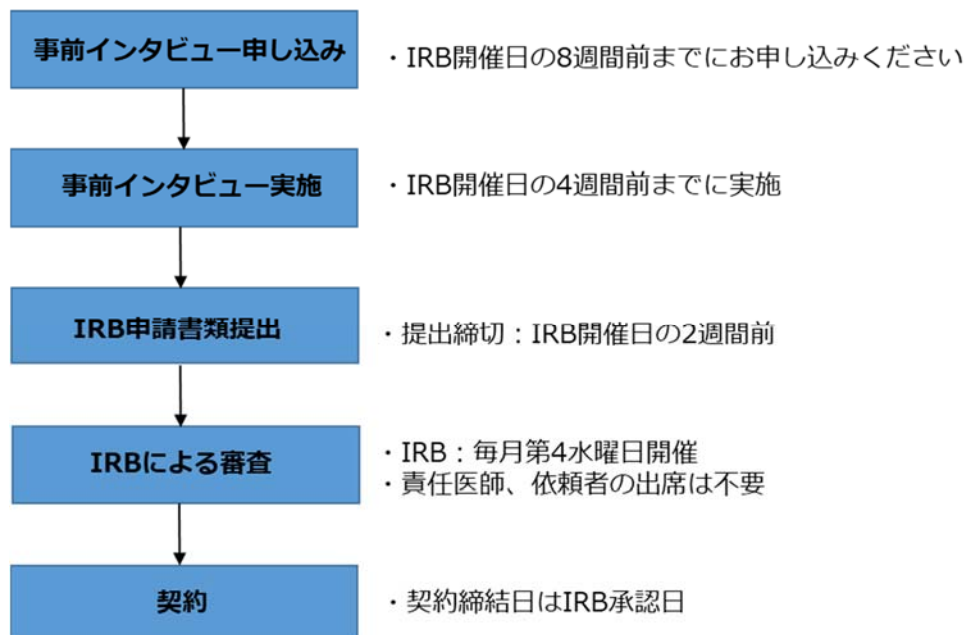 事前インタビュー申し込み
・IRB開催日の8週間前までにお申し込みください
事前インタビュー実施
・IRB開催日の4週間前までに実施
IRB申請書類提出
・提出締切：IRB開催日の2週間前
IRBによる審査
・IRB：毎月第4水曜日開催
・責任医師、依頼者の出席は不要
契約
・契約締結日はIRB承認日